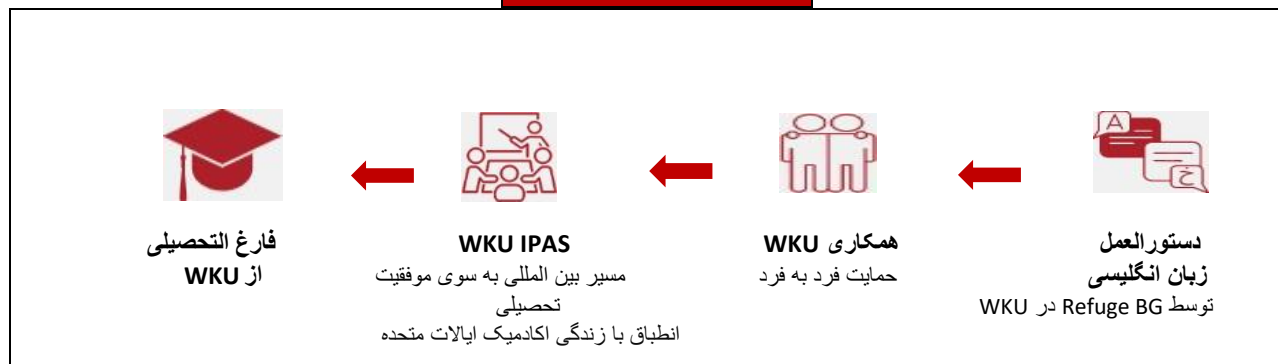 A
خ
دستورالعمل
زبان انگلیسی
توسط Refuge BG در WKU
همکاری WKU
حمایت فرد به فرد
WKU IPAS
مسیر بین المللی به سوی موفقیت
تحصیلی
انطباق با زندگی اکادمیک ایالات متحده
فارغ التحصیلی
از WKU